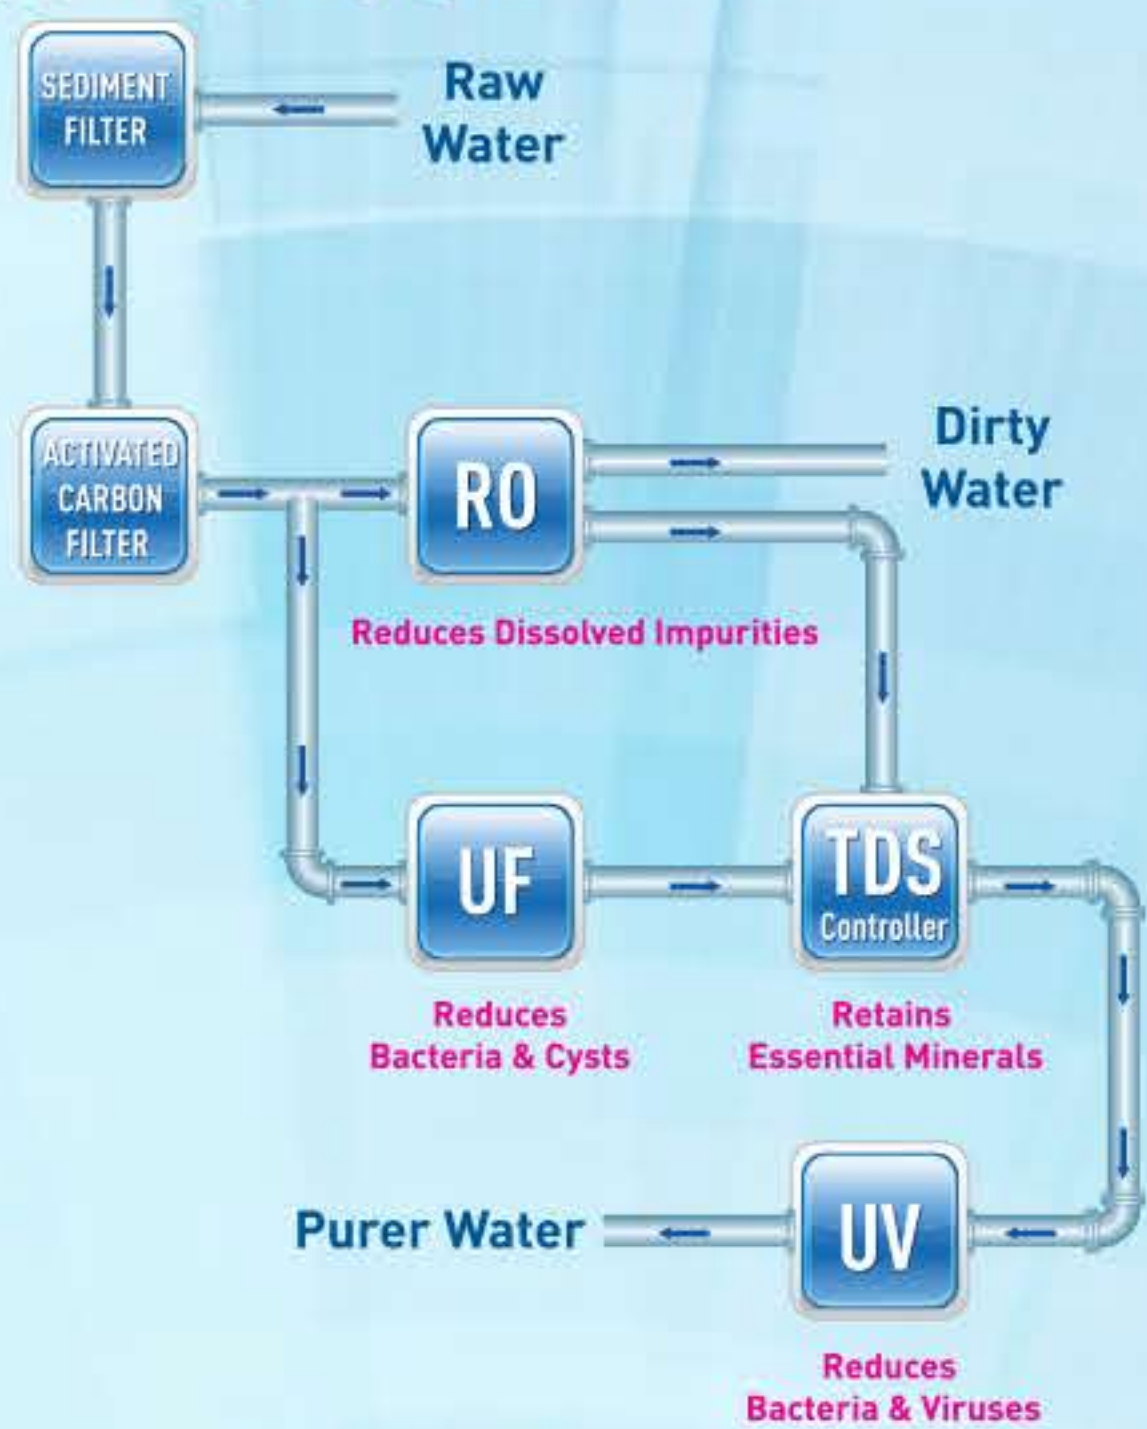 SEDIMENT
FILTER
Raw
Water
ACTIVATED
CARBON
FILTER
RO
Dirty
Water
Reduces Dissolved Impurities
UF
TDS
Controller
Reduces
Bacteria & Cysts
Retains
Essential Minerals
Purer Water
UV
Reduces
Bacteria & Viruses